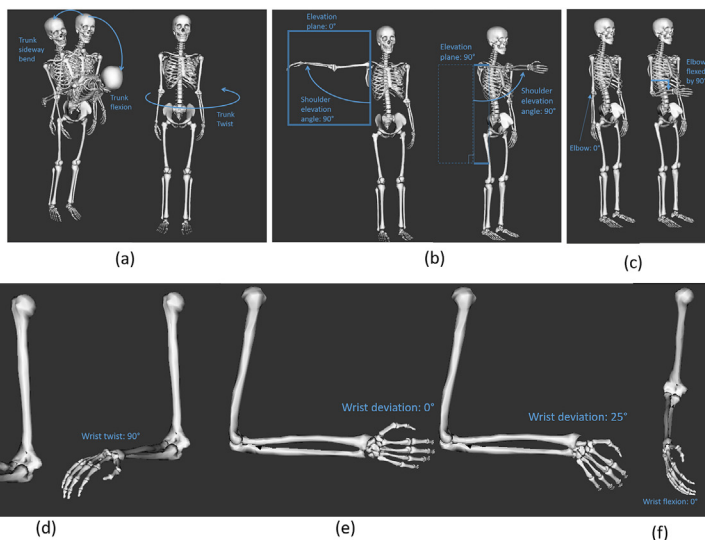 Trunk
sideway
bend
Trunk
flexion
Trunk
Twist
(a)
Elevation
plane: 0°
Shoulder
elevation
angle: 90°
Elevation
plane: 90°
Shoulder
elevation
angle: 90°
(b)
Elbow
flexed
by 90°
Elbow: 0°
(c)
Wrist twist: 90°
(d)
Wrist deviation: 0°
Wrist deviation: 25°
(e)
Wrist flexion: 0°
(f)